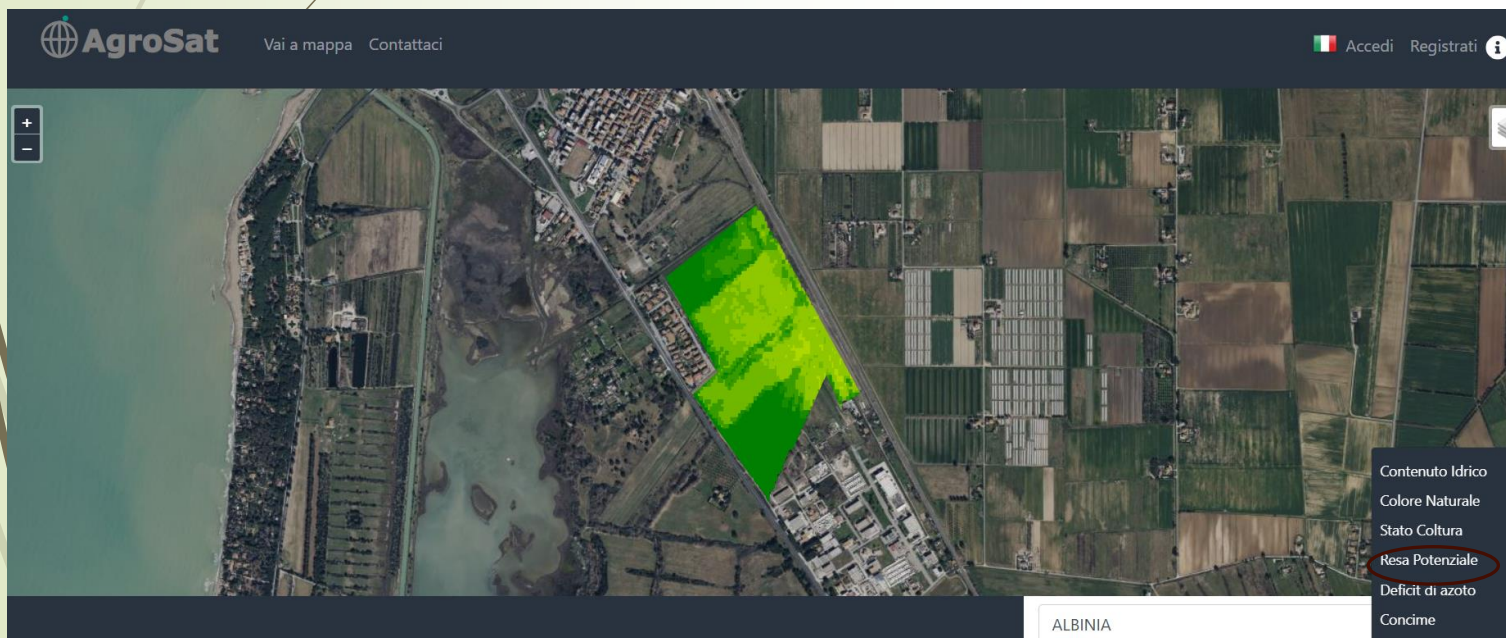 AgroSat Vai a mappa Contattaci Accedi Registrati
+
−
Contenuto Idrico
Colore Naturale
Stato Coltura
Resa Potenziale
Deficit di azoto
Concime
ALBINIA